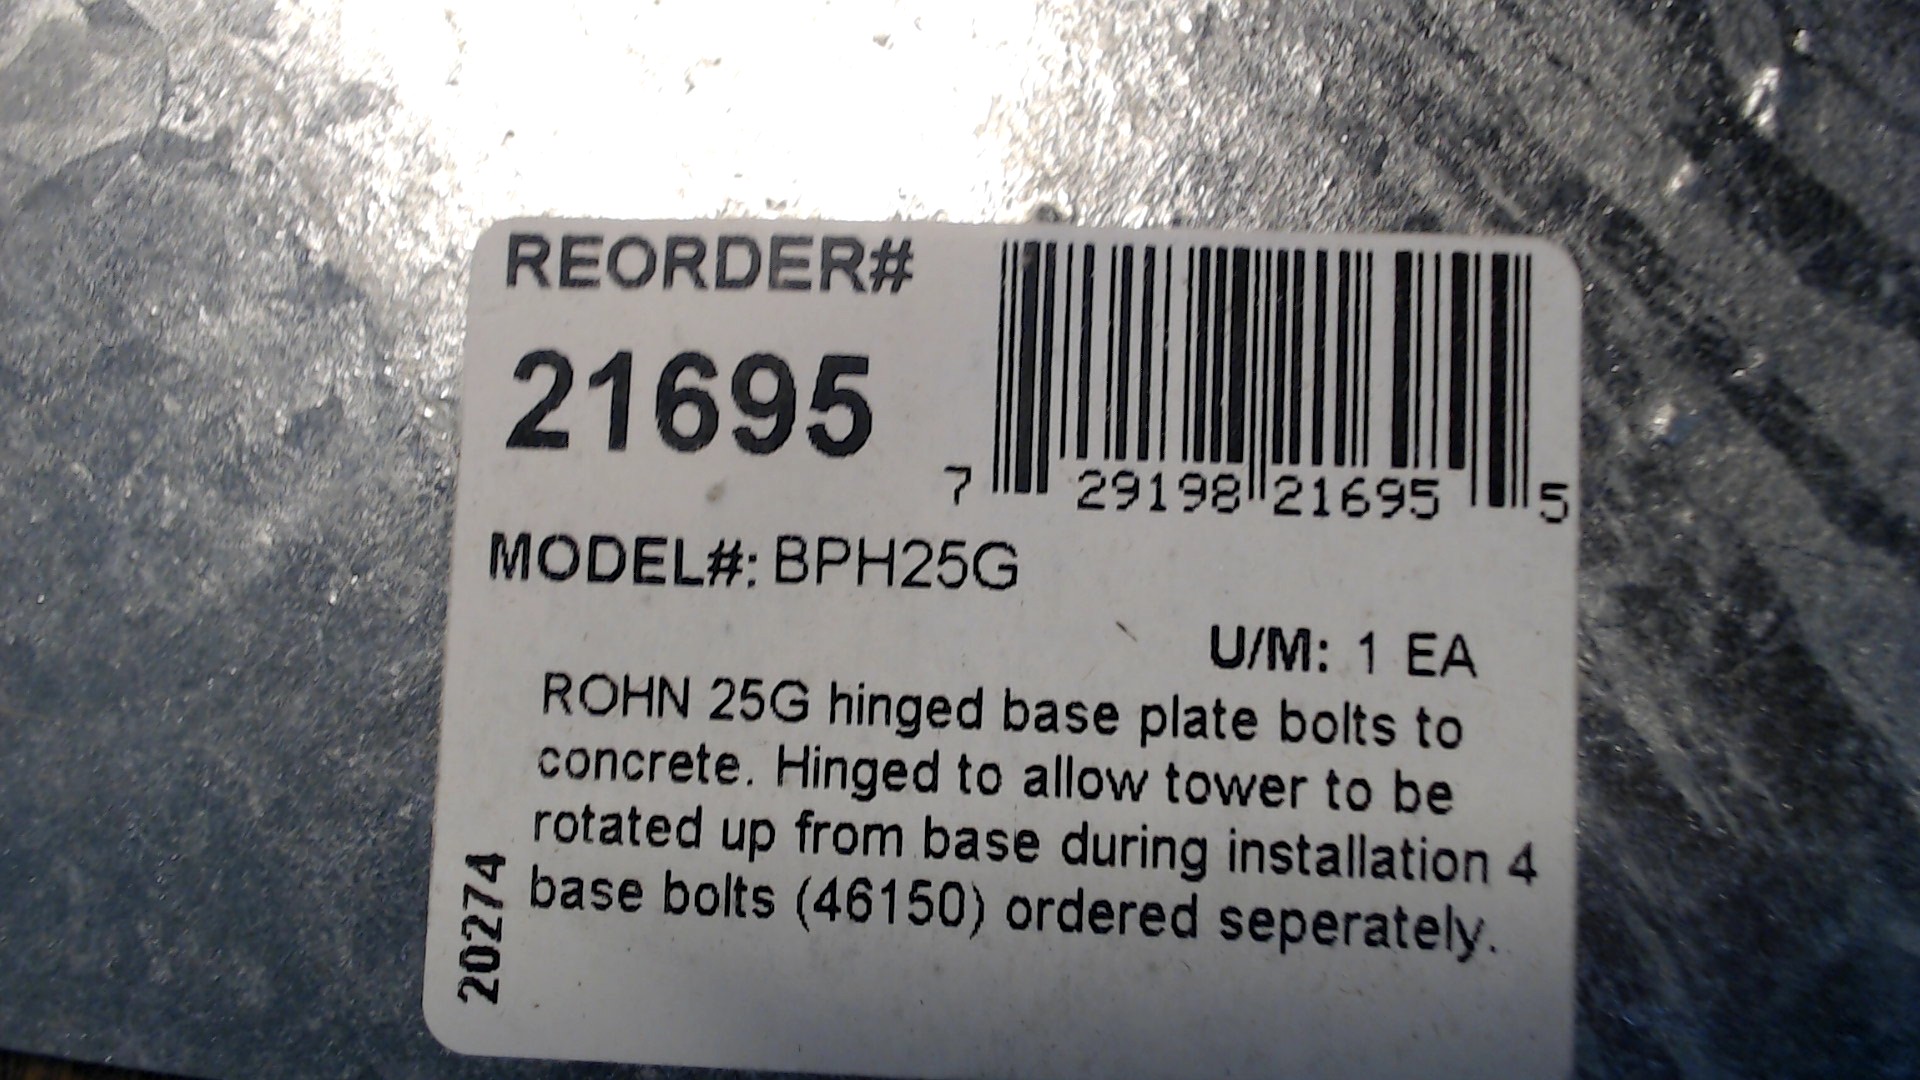 REORDER#
21695
7 29198 21695 5
MODEL#: BPH25G
U/M: 1 EA
ROHN 25G hinged base plate bolts to
concrete. Hinged to allow tower to be
rotated up from base during installation 4
base bolts (46150) ordered seperately.
20274